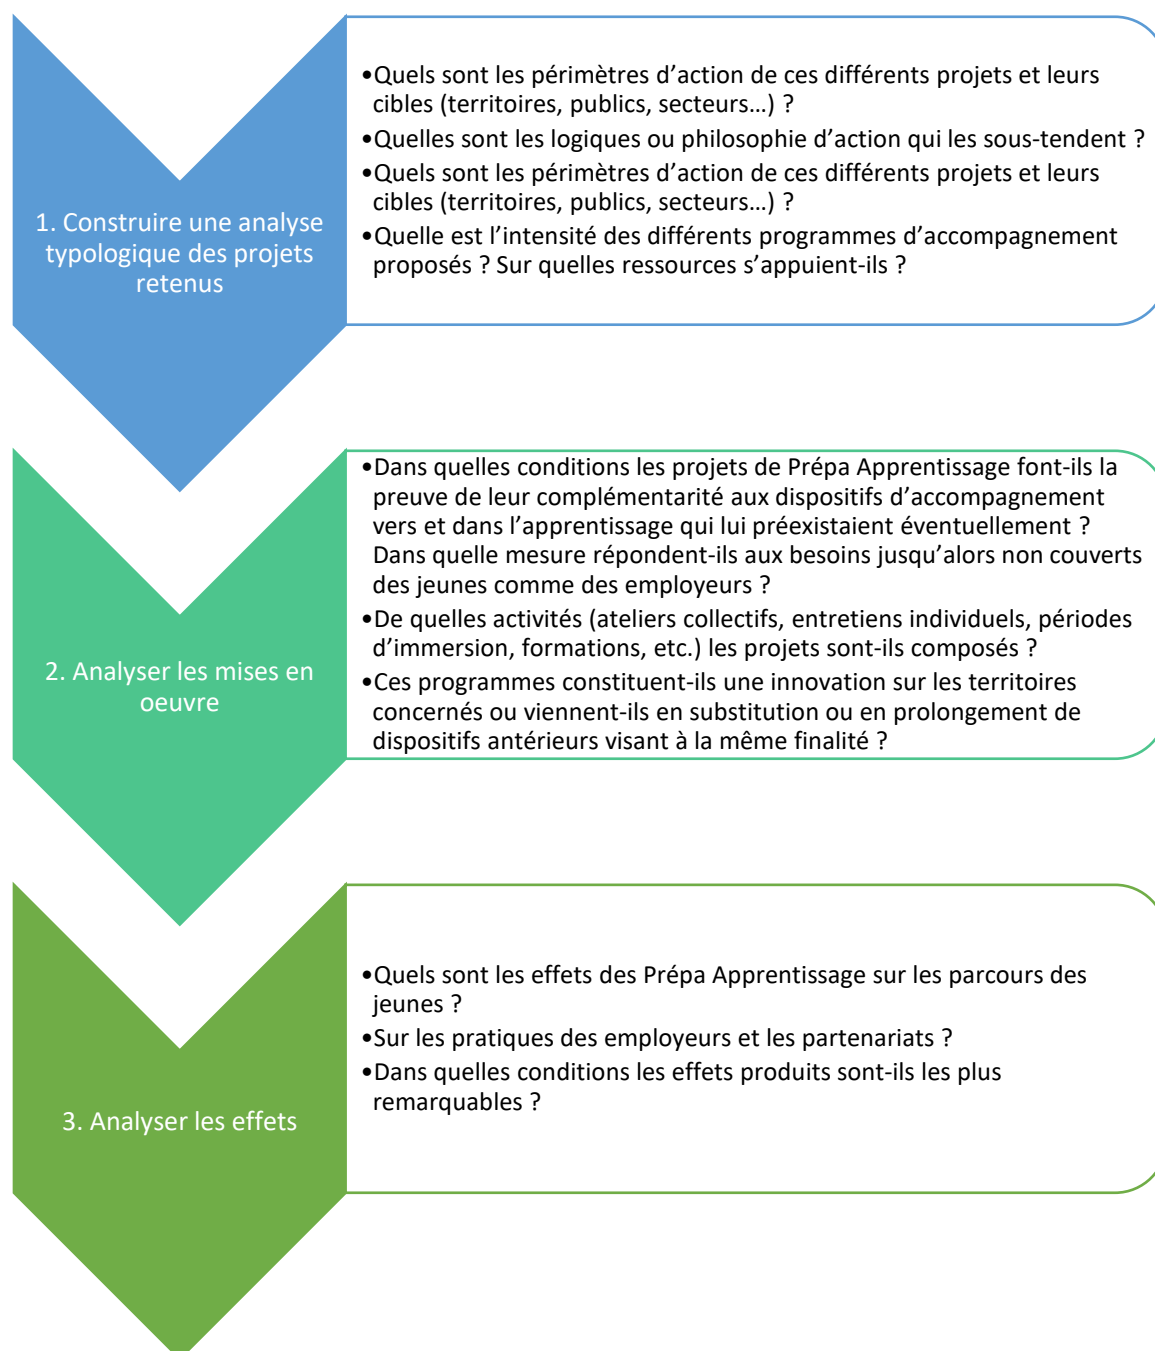 1. Construire une analyse
typologique des projets
retenus
•Quels sont les périmètres d’action de ces différents projets et leurs
cibles (territoires, publics, secteurs…) ?
•Quelles sont les logiques ou philosophie d’action qui les sous-tendent ?
•Quels sont les périmètres d’action de ces différents projets et leurs
cibles (territoires, publics, secteurs…) ?
•Quelle est l’intensité des différents programmes d’accompagnement
proposés ? Sur quelles ressources s’appuient-ils ?
2. Analyser les mises en
oeuvre
•Dans quelles conditions les projets de Prépa Apprentissage font-ils la
preuve de leur complémentarité aux dispositifs d’accompagnement
vers et dans l’apprentissage qui lui préexistaient éventuellement ?
Dans quelle mesure répondent-ils aux besoins jusqu’alors non couverts
des jeunes comme des employeurs ?
•De quelles activités (ateliers collectifs, entretiens individuels, périodes
d’immersion, formations, etc.) les projets sont-ils composés ?
•Ces programmes constituent-ils une innovation sur les territoires
concernés ou viennent-ils en substitution ou en prolongement de
dispositifs antérieurs visant à la même finalité ?
3. Analyser les effets
•Quels sont les effets des Prépa Apprentissage sur les parcours des
jeunes ?
•Sur les pratiques des employeurs et les partenariats ?
•Dans quelles conditions les effets produits sont-ils les plus
remarquables ?